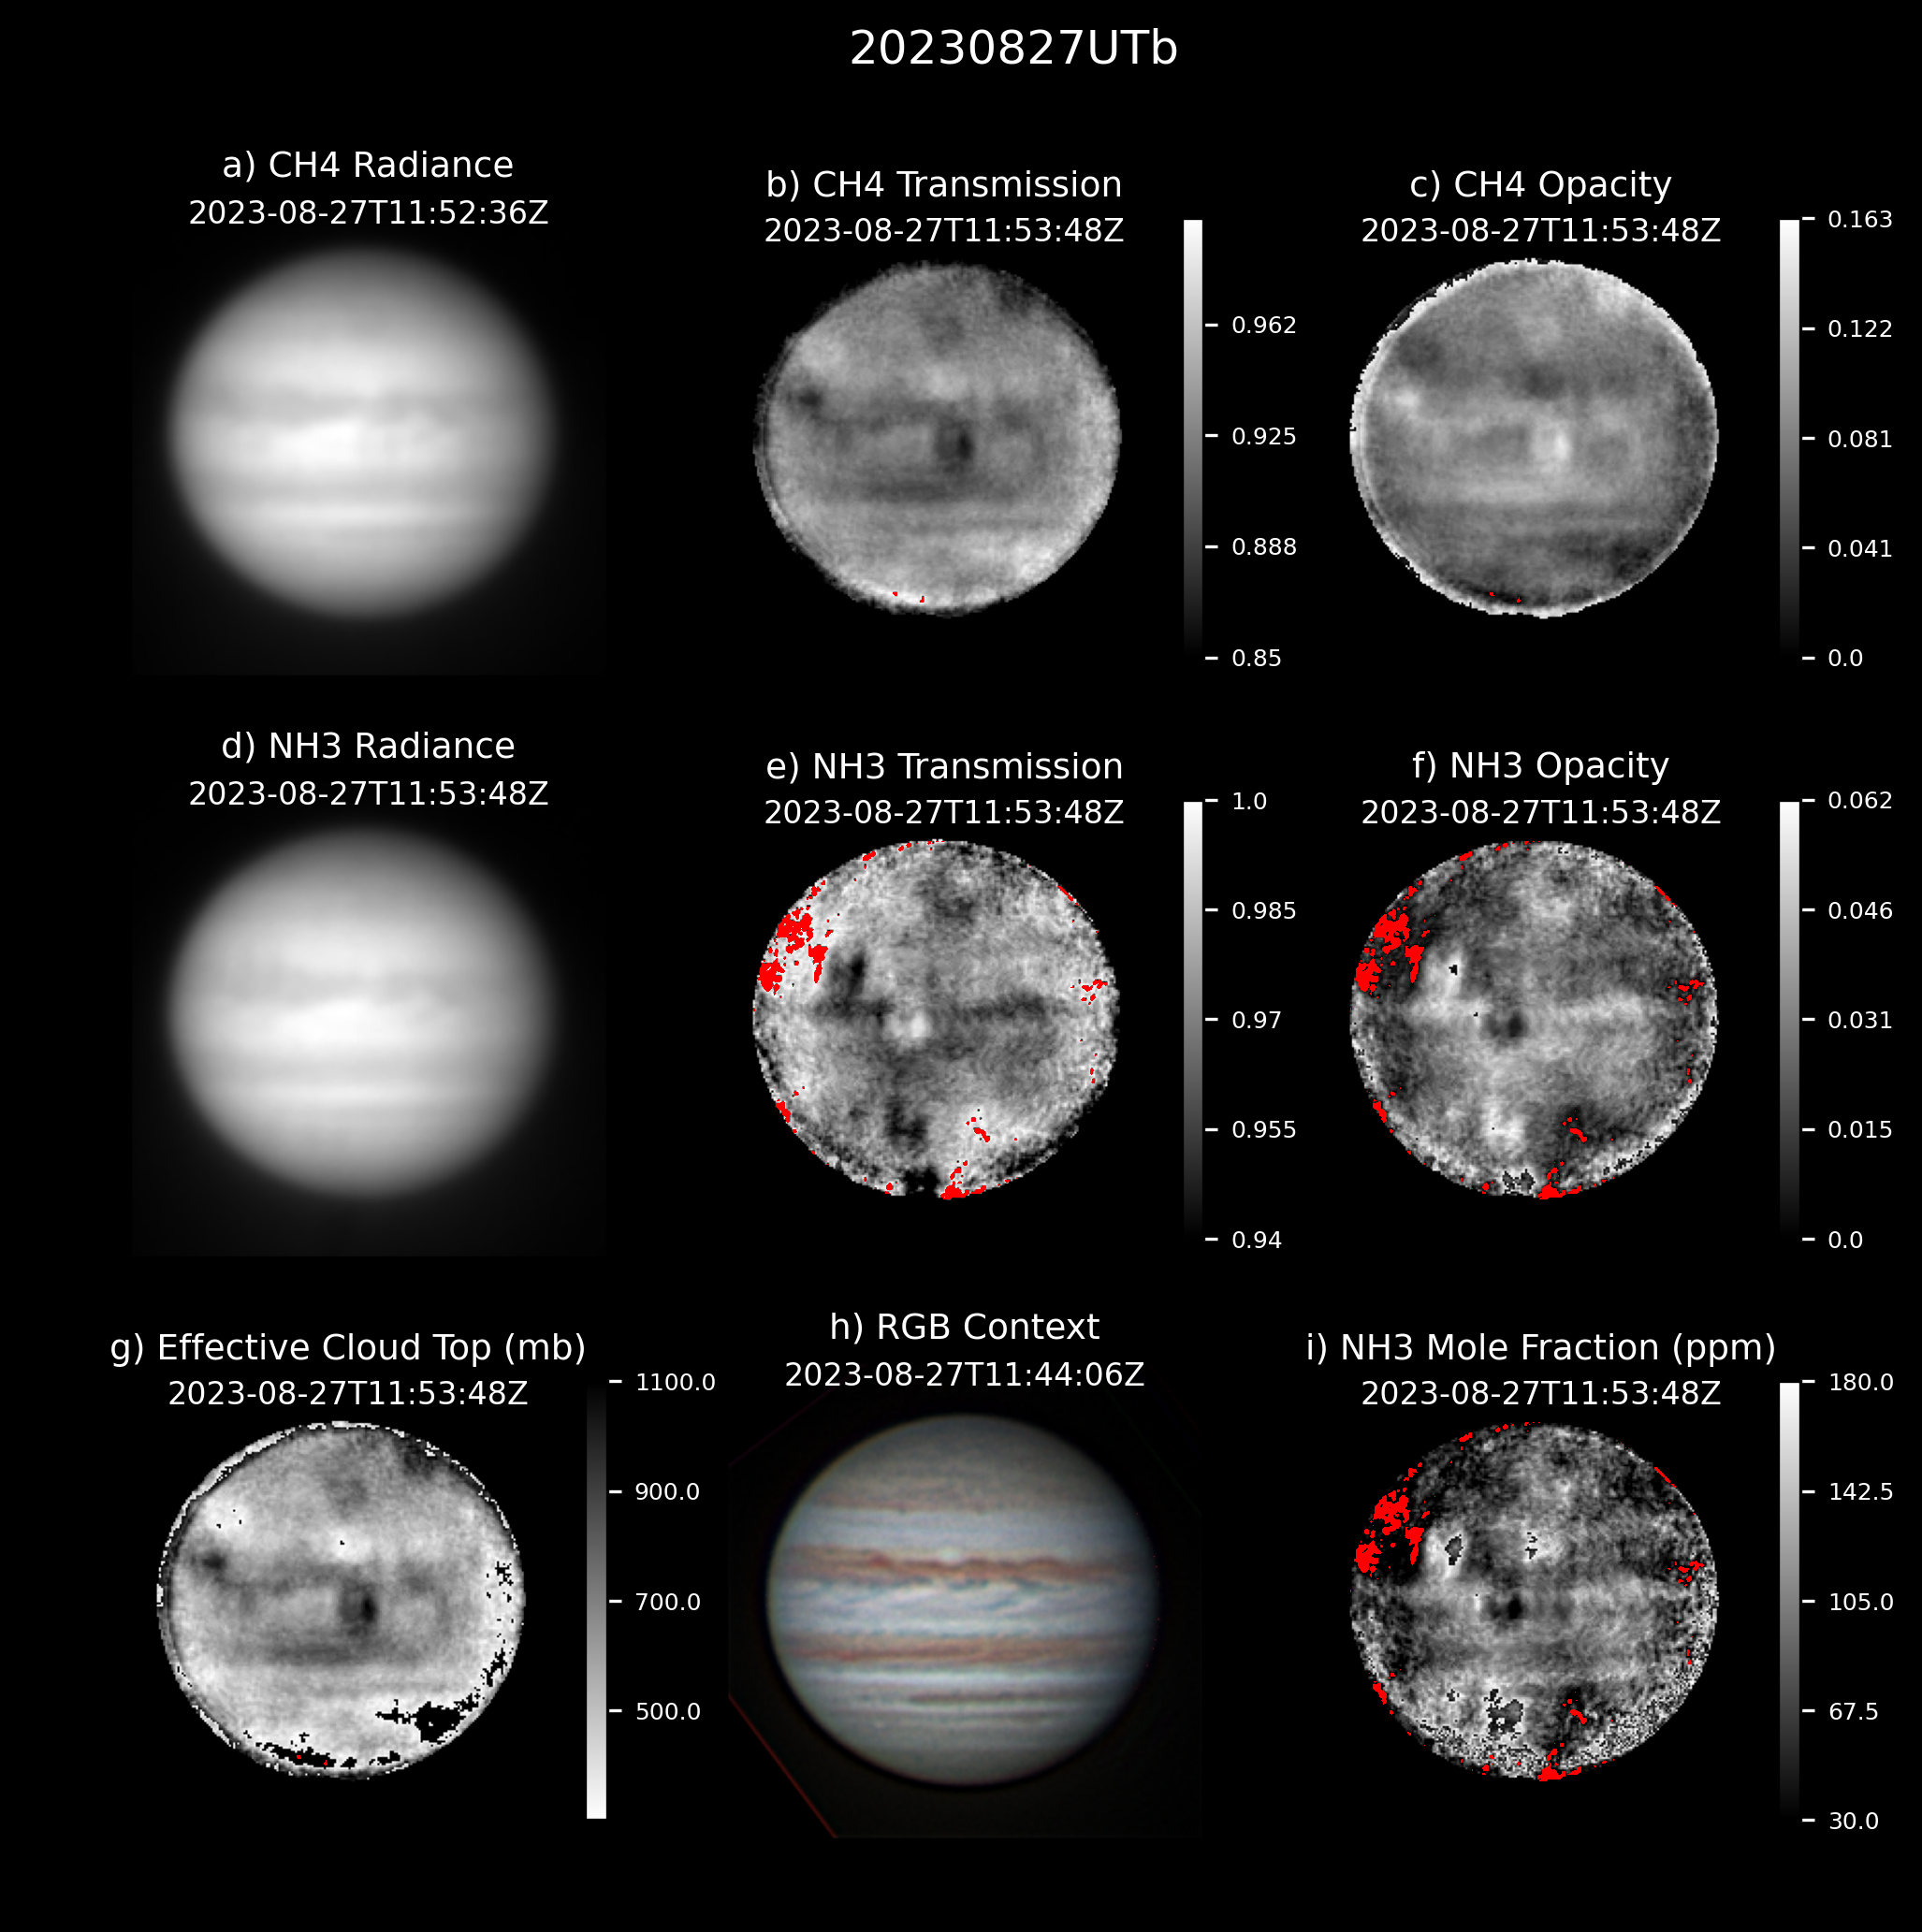 20230827UTb
a) CH4 Radiance
2023-08-27T11:52:36Z
b) CH4 Transmission
2023-08-27T11:53:48Z
0.962
0.925
0.888
0.85
c) CH4 Opacity
2023-08-27T11:53:48Z
0.163
0.122
0.081
0.041
0.0
d) NH3 Radiance
2023-08-27T11:53:48Z
e) NH3 Transmission
2023-08-27T11:53:48Z
1.0
0.985
0.97
0.955
0.94
f) NH3 Opacity
2023-08-27T11:53:48Z
0.062
0.046
0.031
0.015
0.0
g) Effective Cloud Top (mb)
2023-08-27T11:53:48Z
1100.0
900.0
700.0
500.0
h) RGB Context
2023-08-27T11:44:06Z
i) NH3 Mole Fraction (ppm)
2023-08-27T11:53:48Z
180.0
142.5
105.0
67.5
30.0